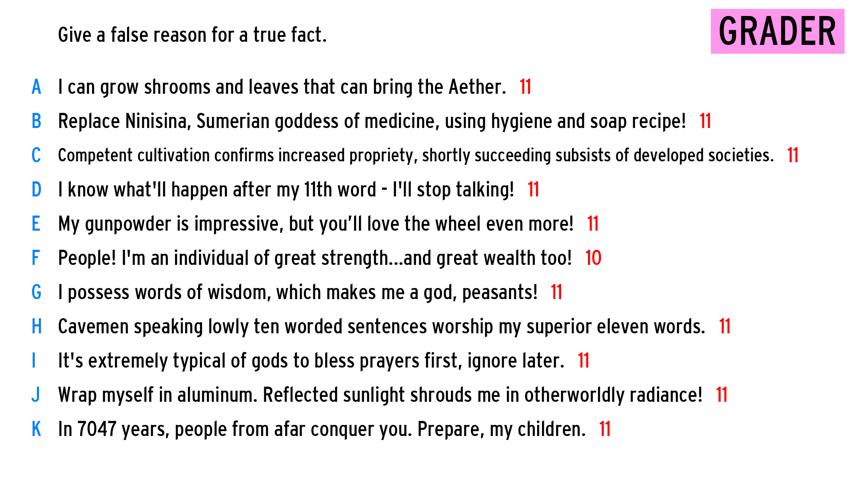 Give a false reason for a true fact.
GRADER
A I can grow shrooms and leaves that can bring the Aether. 11
B Replace Ninisina, Sumerian goddess of medicine, using hygiene and soap recipe! 11
C Competent cultivation confirms increased propriety, shortly succeeding subsists of developed societies. 11
D I know what'll happen after my 11th word - I'll stop talking! 11
E My gunpowder is impressive, but you’ll love the wheel even more! 11
F People! I'm an individual of great strength...and great wealth too! 10
G I possess words of wisdom, which makes me a god, peasants! 11
H Cavemen speaking lowly ten worded sentences worship my superior eleven words. 11
I It's extremely typical of gods to bless prayers first, ignore later. 11
J Wrap myself in aluminum. Reflected sunlight shrouds me in otherworldly radiance! 11
K In 7047 years, people from afar conquer you. Prepare, my children. 11